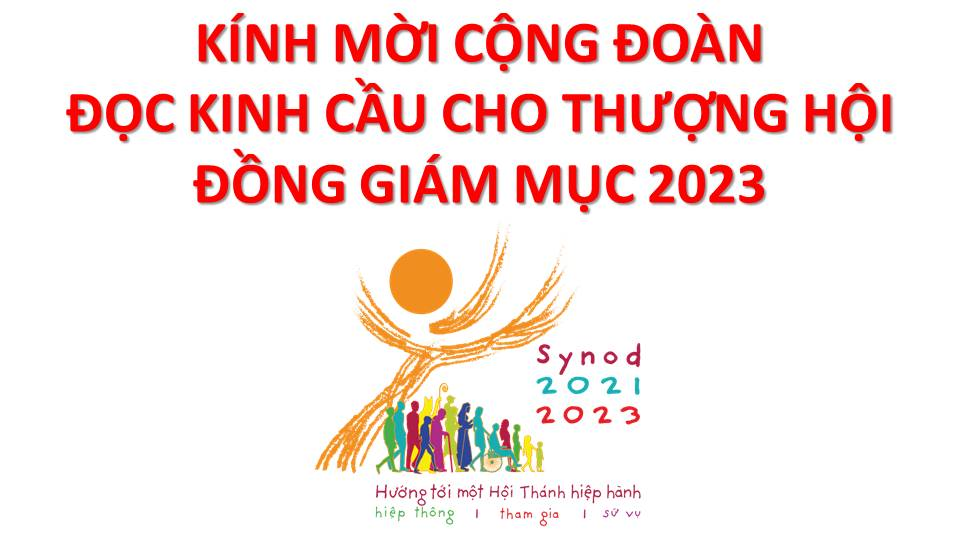 KÍNH MỜI CỘNG ĐOÀN
ĐỌC KINH CẦU CHO THƯỢNG HỘI
ĐỒNG GIÁM MỤC 2023
Synod
2021
2023
Hướng tới một Hội Thánh hiệp hành
hiệp thông | tham gia | sứ vụ